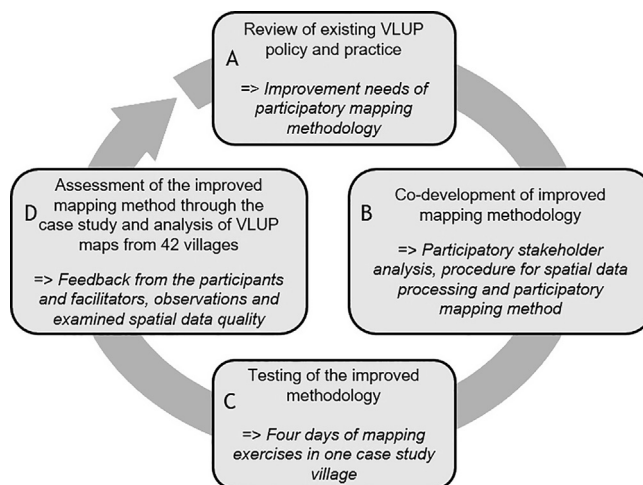 Review of existing VLUP
policy and practice
A
=> Improvement needs of
participatory mapping
methodology
Co-development of improved
mapping methodology
B
=> Participatory stakeholder
analysis, procedure for spatial data
processing and participatory
mapping method
Testing of the improved
methodology
C
=> Four days of mapping
exercises in one case study
village
Assessment of the improved
mapping method through the
D
case study and analysis of VLUP
maps from 42 villages
=> Feedback from the participants
and facilitators, observations and
examined spatial data quality